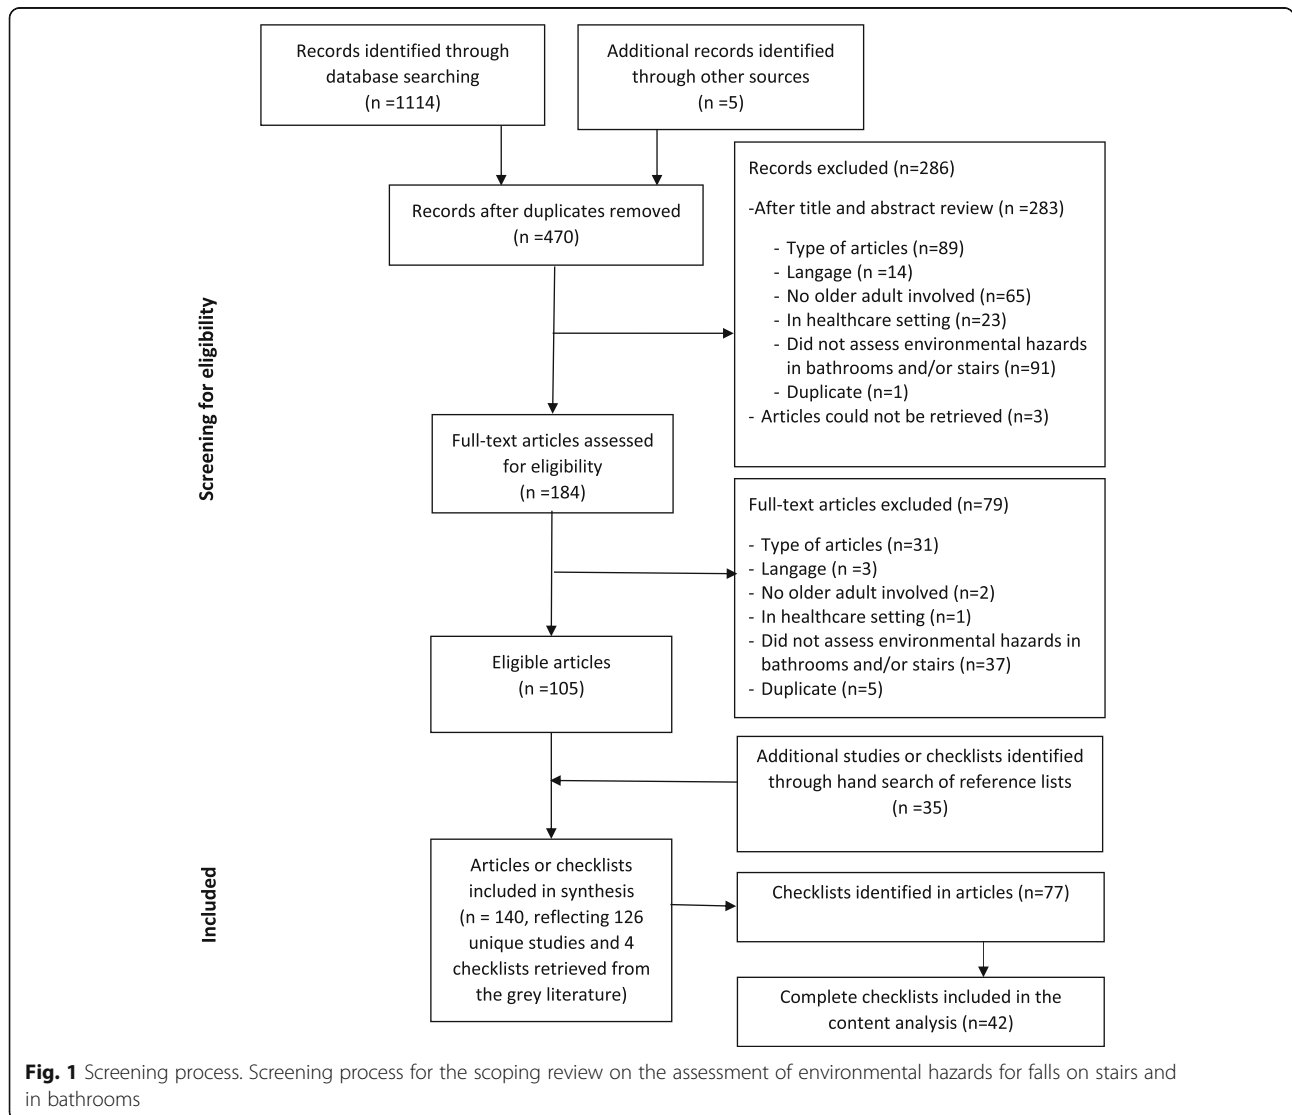 Records identified through
database searching
(n =1114)
Additional records identified
through other sources
(n =5)
Records after duplicates removed
(n =470)
Records excluded (n=286)
-After title and abstract review (n =283)
- Type of articles (n=89)
- Langage (n =14)
- No older adult involved (n=65)
- In healthcare setting (n=23)
- Did not assess environmental hazards
in bathrooms and/or stairs (n=91)
- Duplicate (n=1)
- Articles could not be retrieved (n=3)
Screening for eligibility
Full-text articles assessed
for eligibility
(n =184)
Full-text articles excluded (n=79)
- Type of articles (n=31)
- Langage (n =3)
- No older adult involved (n=2)
- In healthcare setting (n=1)
- Did not assess environmental hazards in
bathrooms and/or stairs (n=37)
- Duplicate (n=5)
Eligible articles
(n =105)
Additional studies or checklists identified
through hand search of reference lists
(n =35)
Included
Articles or checklists
included in synthesis
(n = 140, reflecting 126
unique studies and 4
checklists retrieved from
the grey literature)
Checklists identified in articles (n=77)
Complete checklists included in the
content analysis (n=42)
Fig. 1 Screening process. Screening process for the scoping review on the assessment of environmental hazards for falls on stairs and
in bathrooms